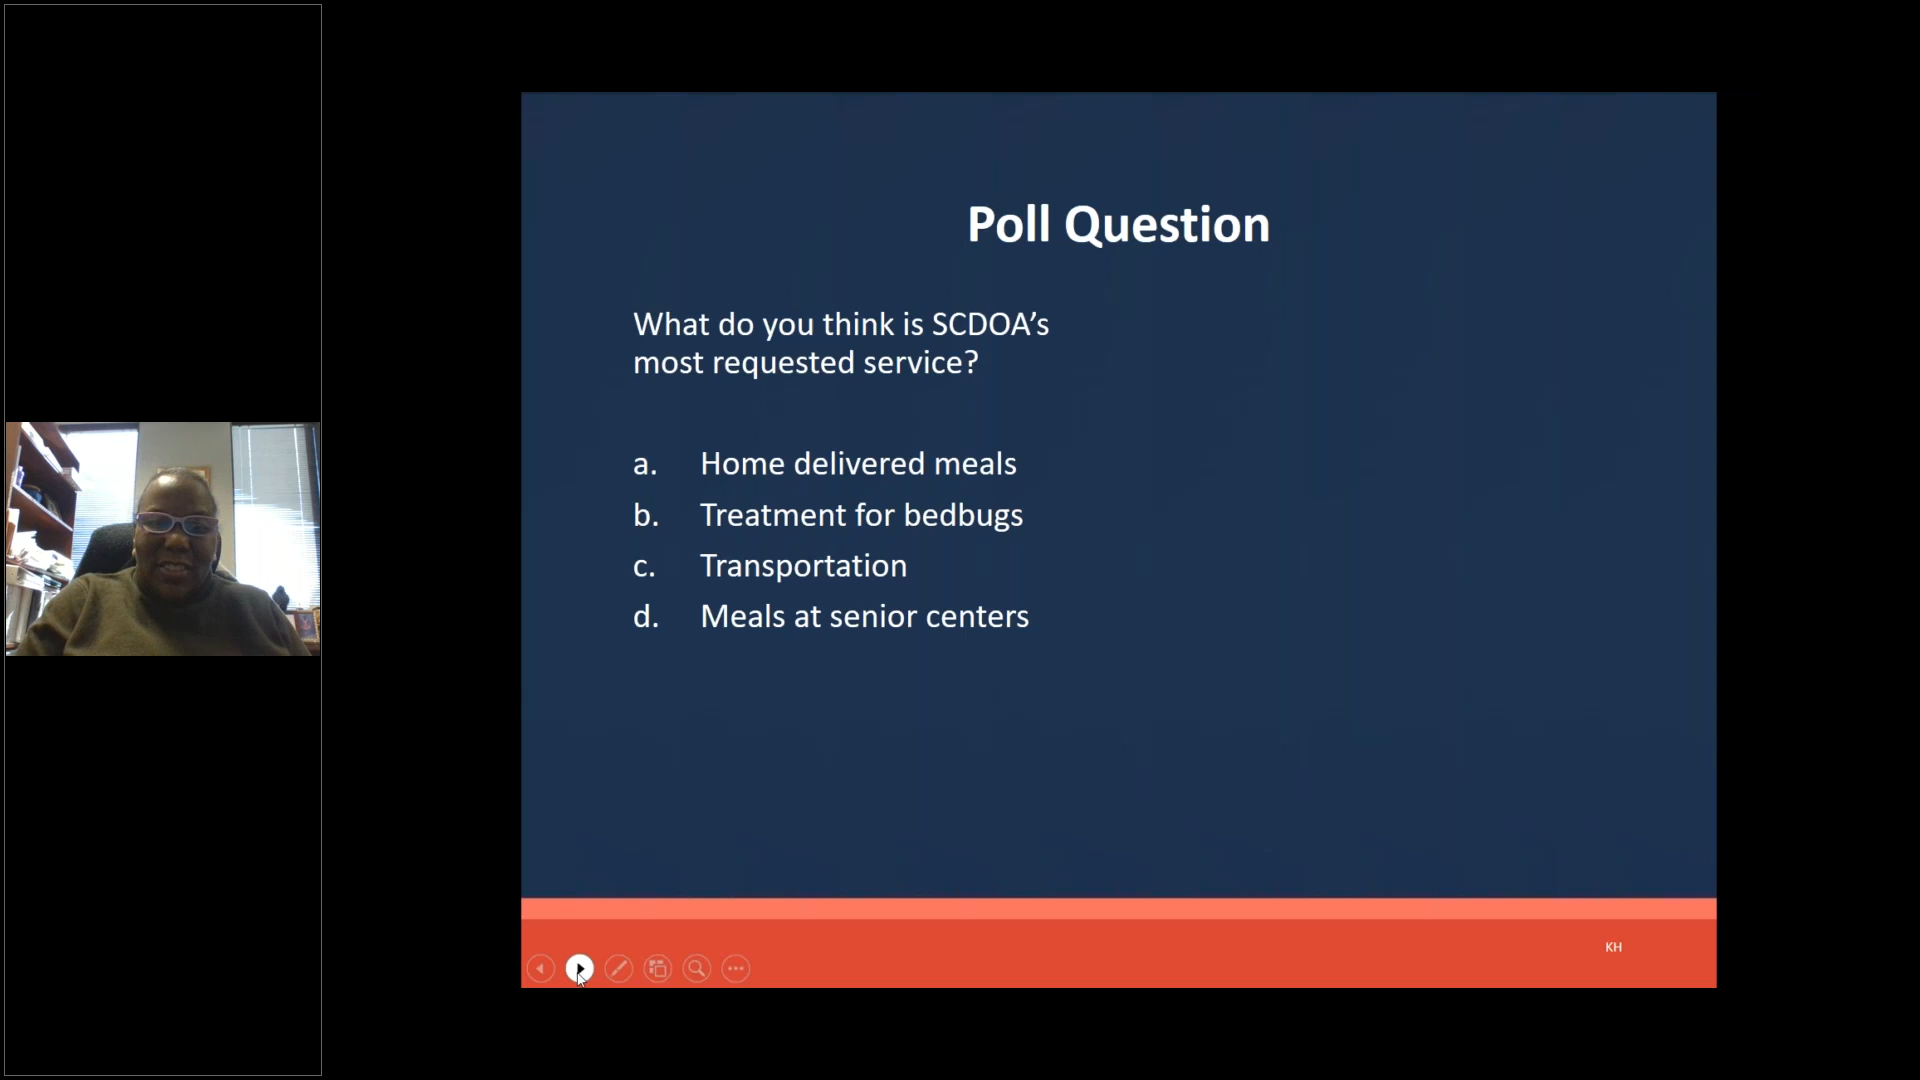 Poll Question
What do you think is SCDOA’s
most requested service?
a. Home delivered meals
b. Treatment for bedbugs
c. Transportation
d. Meals at senior centers
KH